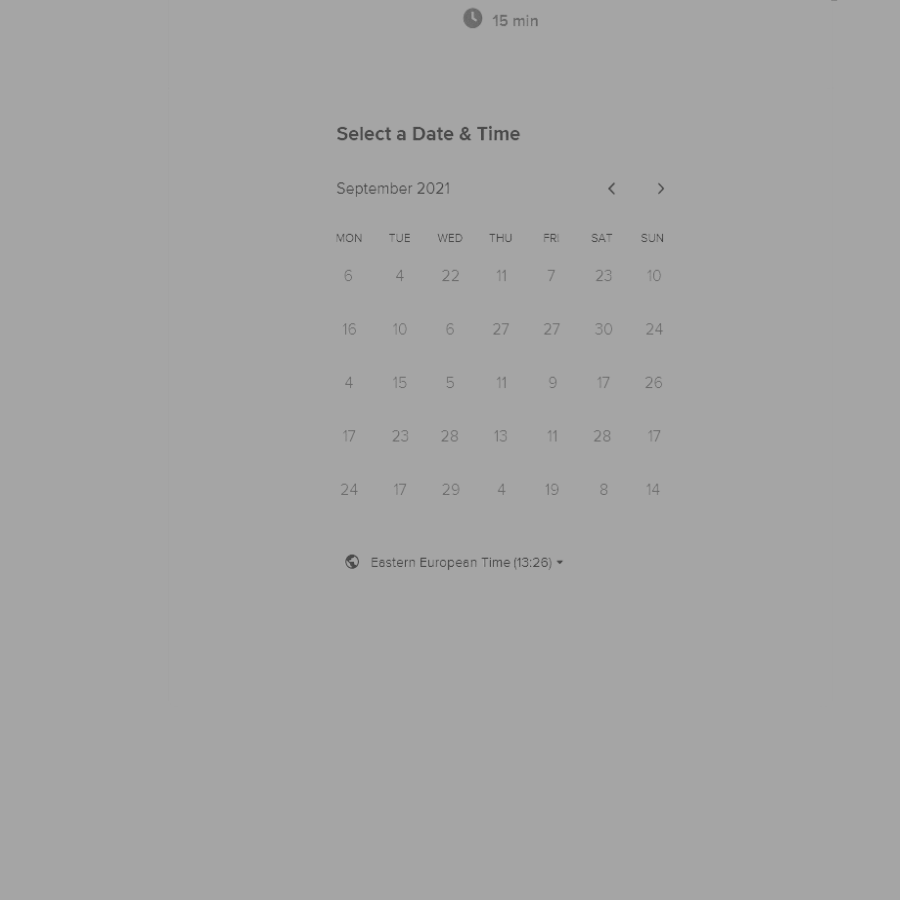 15 min
Select a Date & Time
September 2021
MON TUE WED THU FRI SAT SUN
6 4 22 11 7 23 10
16 10 6 27 27 30 24
4 15 5 11 9 17 26
17 23 28 13 11 28 17
24 17 29 4 19 8 14
Eastern European Time (13:26)